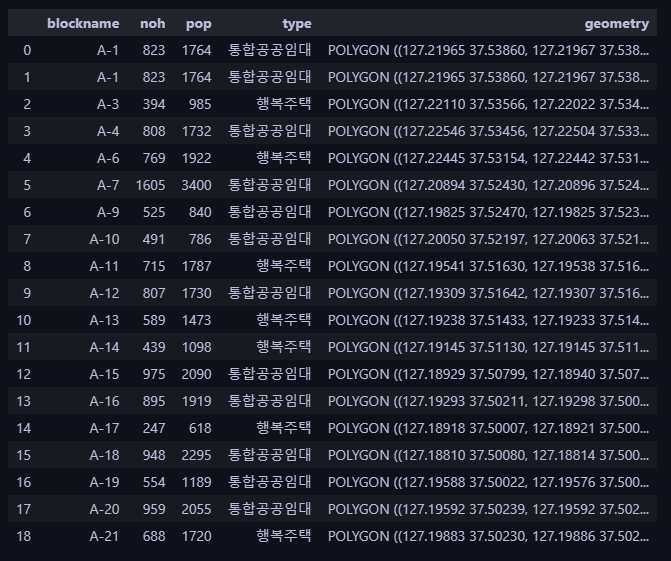 blockname noh pop type geometry
0 A-1 823 1764 통합공공임대 POLYGON ((127.21965 37.53860, 127.21967 37.538...
1 A-1 823 1764 통합공공임대 POLYGON ((127.21965 37.53860, 127.21967 37.538...
2 A-3 394 985 행복주택 POLYGON ((127.22110 37.53566, 127.22022 37.534...
3 A-4 808 1732 통합공공임대 POLYGON ((127.22546 37.53456, 127.22504 37.533...
4 A-6 769 1922 행복주택 POLYGON ((127.22445 37.53154, 127.22442 37.531...
5 A-7 1605 3400 통합공공임대 POLYGON ((127.20894 37.52430, 127.20896 37.524...
6 A-9 525 840 통합공공임대 POLYGON ((127.19825 37.52470, 127.19825 37.523...
7 A-10 491 786 통합공공임대 POLYGON ((127.20050 37.52197, 127.20063 37.521...
8 A-11 715 1787 행복주택 POLYGON ((127.19541 37.51630, 127.19538 37.516...
9 A-12 807 1730 통합공공임대 POLYGON ((127.19309 37.51642, 127.19307 37.516...
10 A-13 589 1473 행복주택 POLYGON ((127.19238 37.51433, 127.19233 37.514...
11 A-14 439 1098 행복주택 POLYGON ((127.19145 37.51130, 127.19145 37.511...
12 A-15 975 2090 통합공공임대 POLYGON ((127.18929 37.50799, 127.18940 37.507...
13 A-16 895 1919 통합공공임대 POLYGON ((127.19293 37.50211, 127.19298 37.500...
14 A-17 247 618 행복주택 POLYGON ((127.18918 37.50007, 127.18921 37.500...
15 A-18 948 2295 통합공공임대 POLYGON ((127.18810 37.50080, 127.18814 37.500...
16 A-19 554 1189 통합공공임대 POLYGON ((127.19588 37.50022, 127.19576 37.500...
17 A-20 959 2055 통합공공임대 POLYGON ((127.19592 37.50239, 127.19592 37.502...
18 A-21 688 1720 행복주택 POLYGON ((127.19883 37.50230, 127.19886 37.502...